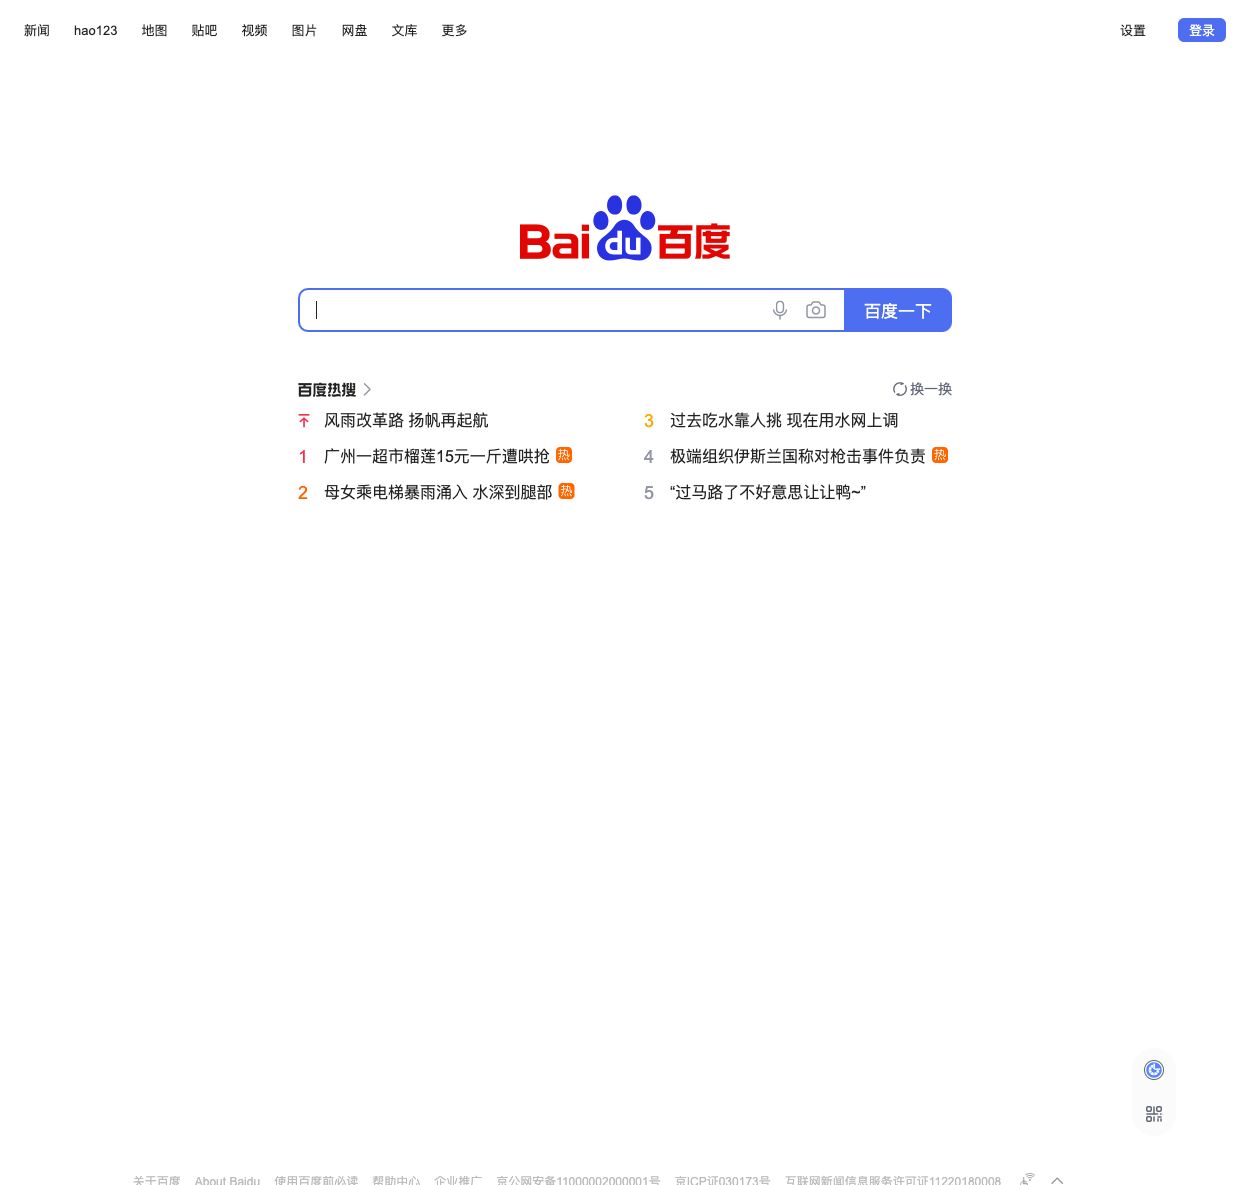 新闻 hao123 地图 贴吧 视频 图片 网盘 文库 更多 设置 登录
Baidu百度
百度一下
百度热搜 换一换
风雨改革路 扬帆再起航
1 广州一超市榴莲15元一斤遭哄抢 热
2 母女乘电梯暴雨涌入 水深到腿部 热
3 过去吃水靠人挑 现在用水网上调
4 极端组织伊斯兰国称对枪击事件负责 热
5 “过马路了不好意思让让鸭~”
关于百度 About Baidu 使用百度前必读 帮助中心 企业推广 京公网安备11000002000001号 京ICP证030173号 互联网新闻信息服务许可证11220180008